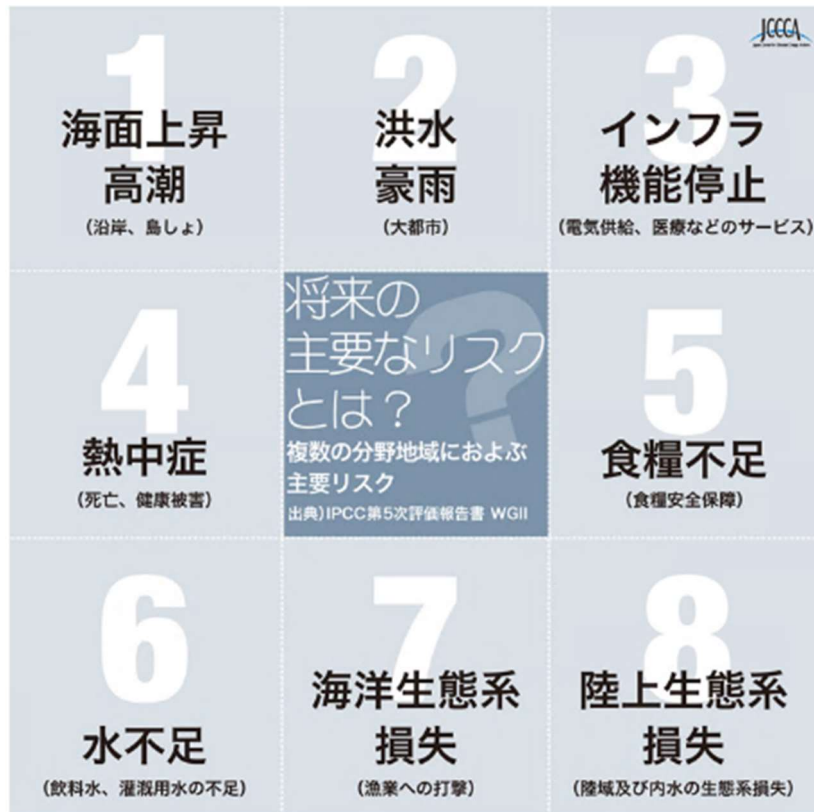 JCCCA
1
海面上昇
高潮
(沿岸、島しょ)
2
洪水
豪雨
(大都市)
3
インフラ
機能停止
(電気供給、医療などのサービス)
4
熱中症
(死亡、健康被害)
?
将来の
主要なリスク
とは？
複数の分野地域におよぶ
主要リスク
出典)IPCC第5次評価報告書 WGII
5
食糧不足
(食糧安全保障)
6
水不足
(飲料水、灌漑用水の不足)
7
海洋生態系
損失
(漁業への打撃)
8
陸上生態系
損失
(陸域及び内水の生態系損失)